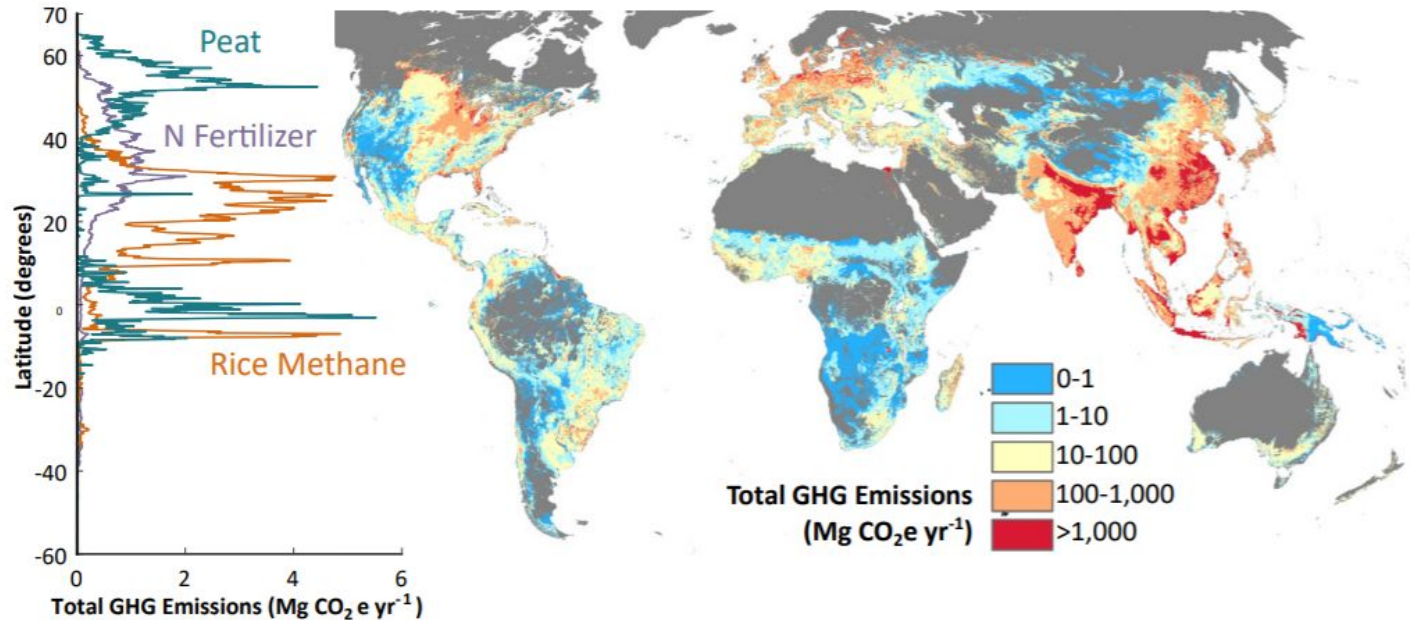 70
60
40
20
0
-20
-40
-60
Latitude (degrees)
Peat
N Fertilizer
Rice Methane
0 2 4 6
Total GHG Emissions (Mg CO₂ e yr⁻¹ )
Total GHG Emissions
(Mg CO₂e yr⁻¹)
0-1
1-10
10-100
100-1,000
>1,000